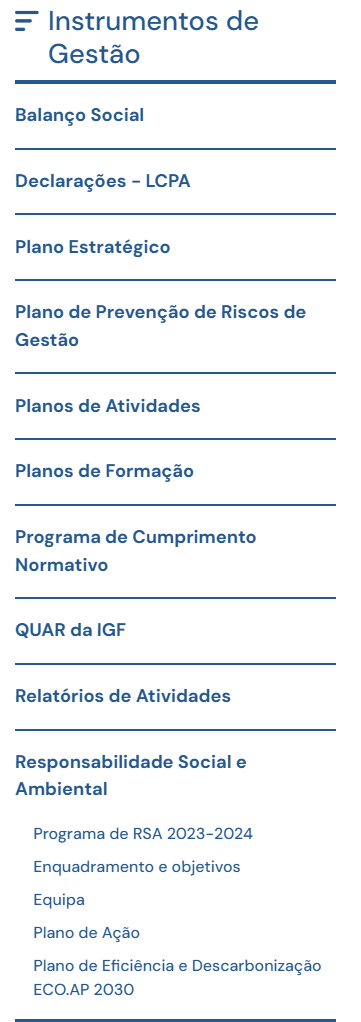 Instrumentos de
Gestão
Balanço Social
Declarações - LCPA
Plano Estratégico
Plano de Prevenção de Riscos de
Gestão
Planos de Atividades
Planos de Formação
Programa de Cumprimento
Normativo
QUAR da IGF
Relatórios de Atividades
Responsabilidade Social e
Ambiental
Programa de RSA 2023-2024
Enquadramento e objetivos
Equipa
Plano de Ação
Plano de Eficiência e Descarbonização
ECO.AP 2030